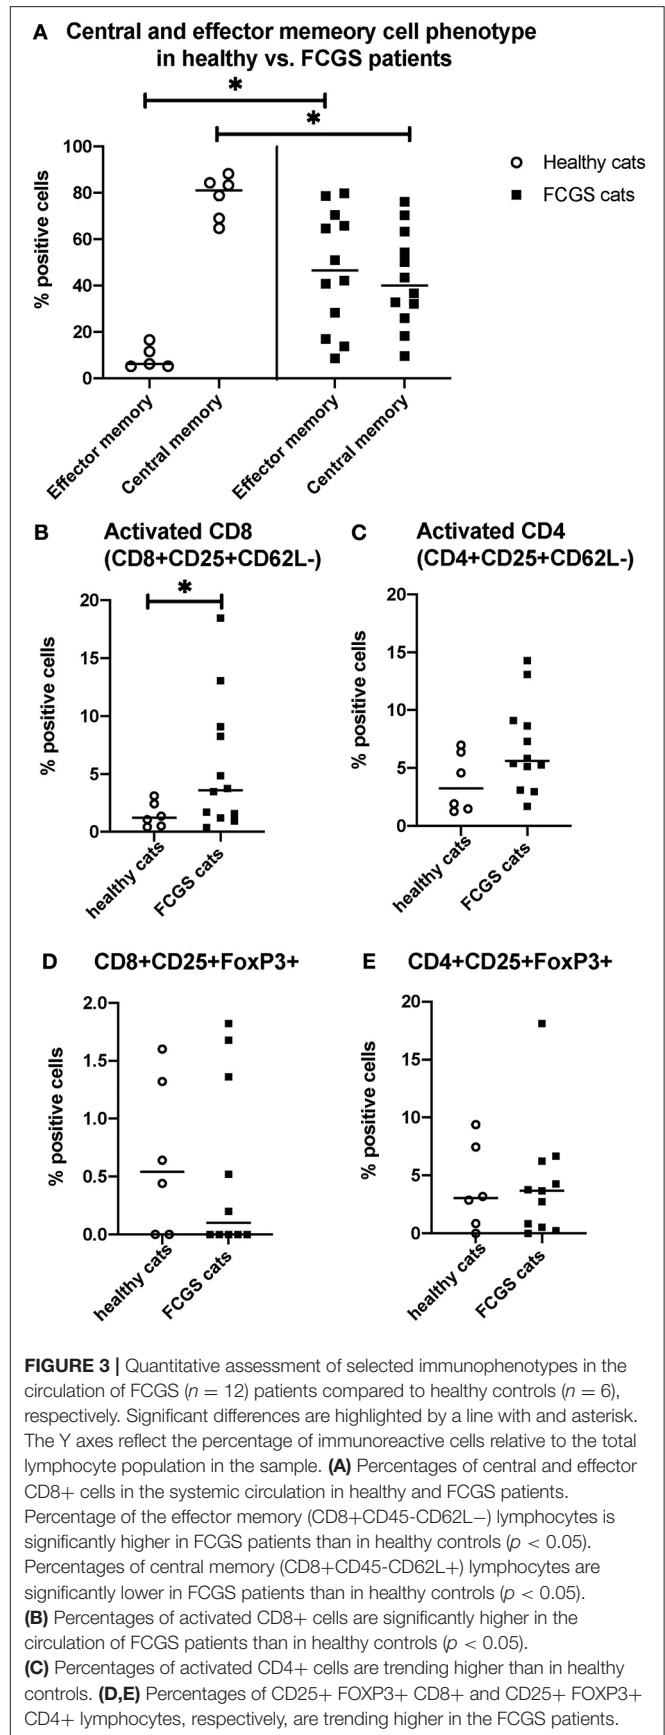 A Central and effector memeory cell phenotype
in healthy vs. FCGS patients
*
*
Healthy cats
FCGS cats
% positive cells
100
80
60
40
20
0
Effector memory
Central memory
Effector memory
Central memory
B Activated CD8
(CD8+CD25+CD62L-)
*
% positive cells
20
15
10
5
0
healthy cats
FCGS cats
C Activated CD4
(CD4+CD25+CD62L-)
% positive cells
20
15
10
5
0
healthy cats
FCGS cats
D CD8+CD25+FoxP3+
% positive cells
2.0
1.5
1.0
0.5
0.0
healthy cats
FCGS cats
E CD4+CD25+FoxP3+
% positive cells
20
15
10
5
0
healthy cats
FCGS cats
FIGURE 3 | Quantitative assessment of selected immunophenotypes in the
circulation of FCGS (n = 12) patients compared to healthy controls (n = 6),
respectively. Significant differences are highlighted by a line with and asterisk.
The Y axes reflect the percentage of immunoreactive cells relative to the total
lymphocyte population in the sample. (A) Percentages of central and effector
CD8+ cells in the systemic circulation in healthy and FCGS patients.
Percentage of the effector memory (CD8+CD45-CD62L−) lymphocytes is
significantly higher in FCGS patients than in healthy controls (p < 0.05).
Percentages of central memory (CD8+CD45-CD62L+) lymphocytes are
significantly lower in FCGS patients than in healthy controls (p < 0.05).
(B) Percentages of activated CD8+ cells are significantly higher in the
circulation of FCGS patients than in healthy controls (p < 0.05).
(C) Percentages of activated CD4+ cells are trending higher than in healthy
controls. (D,E) Percentages of CD25+ FOXP3+ CD8+ and CD25+ FOXP3+
CD4+ lymphocytes, respectively, are trending higher in the FCGS patients.